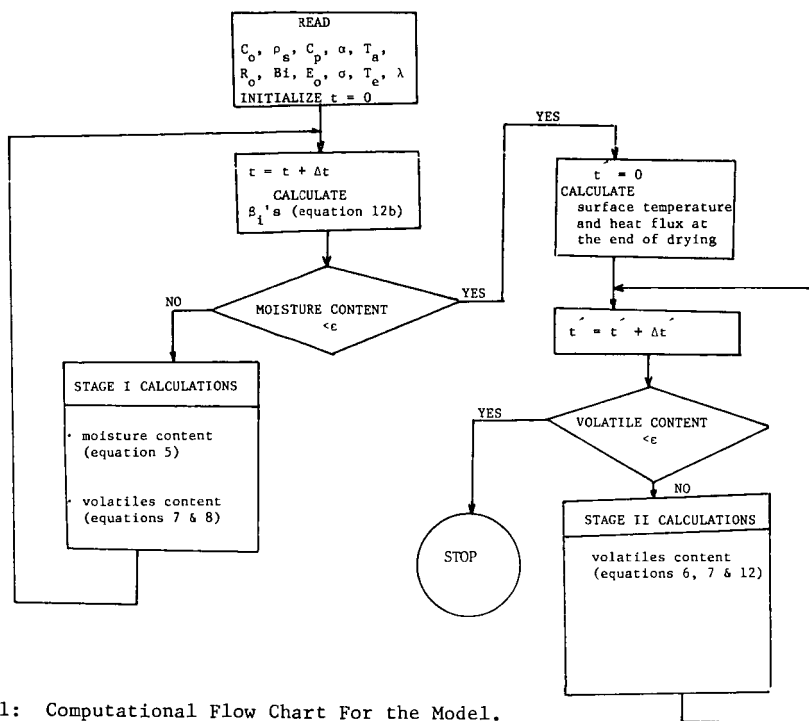 READ
C_o, ρ_s, C_p, α, T_a,
R_o, Bi, E_o, σ, T_e, λ
INITIALIZE t = 0
t = t + Δt
CALCULATE
β_i's (equation 12b)
MOISTURE CONTENT
<ε
NO
YES
STAGE I CALCULATIONS
· moisture content
(equation 5)
· volatiles content
(equations 7 & 8)
YES
t´ = 0
CALCULATE
surface temperature
and heat flux at
the end of drying
t´ = t´ + Δt´
VOLATILE CONTENT
<ε
YES
NO
STOP
STAGE II CALCULATIONS
volatiles content
(equations 6, 7 & 12)
1: Computational Flow Chart For the Model.